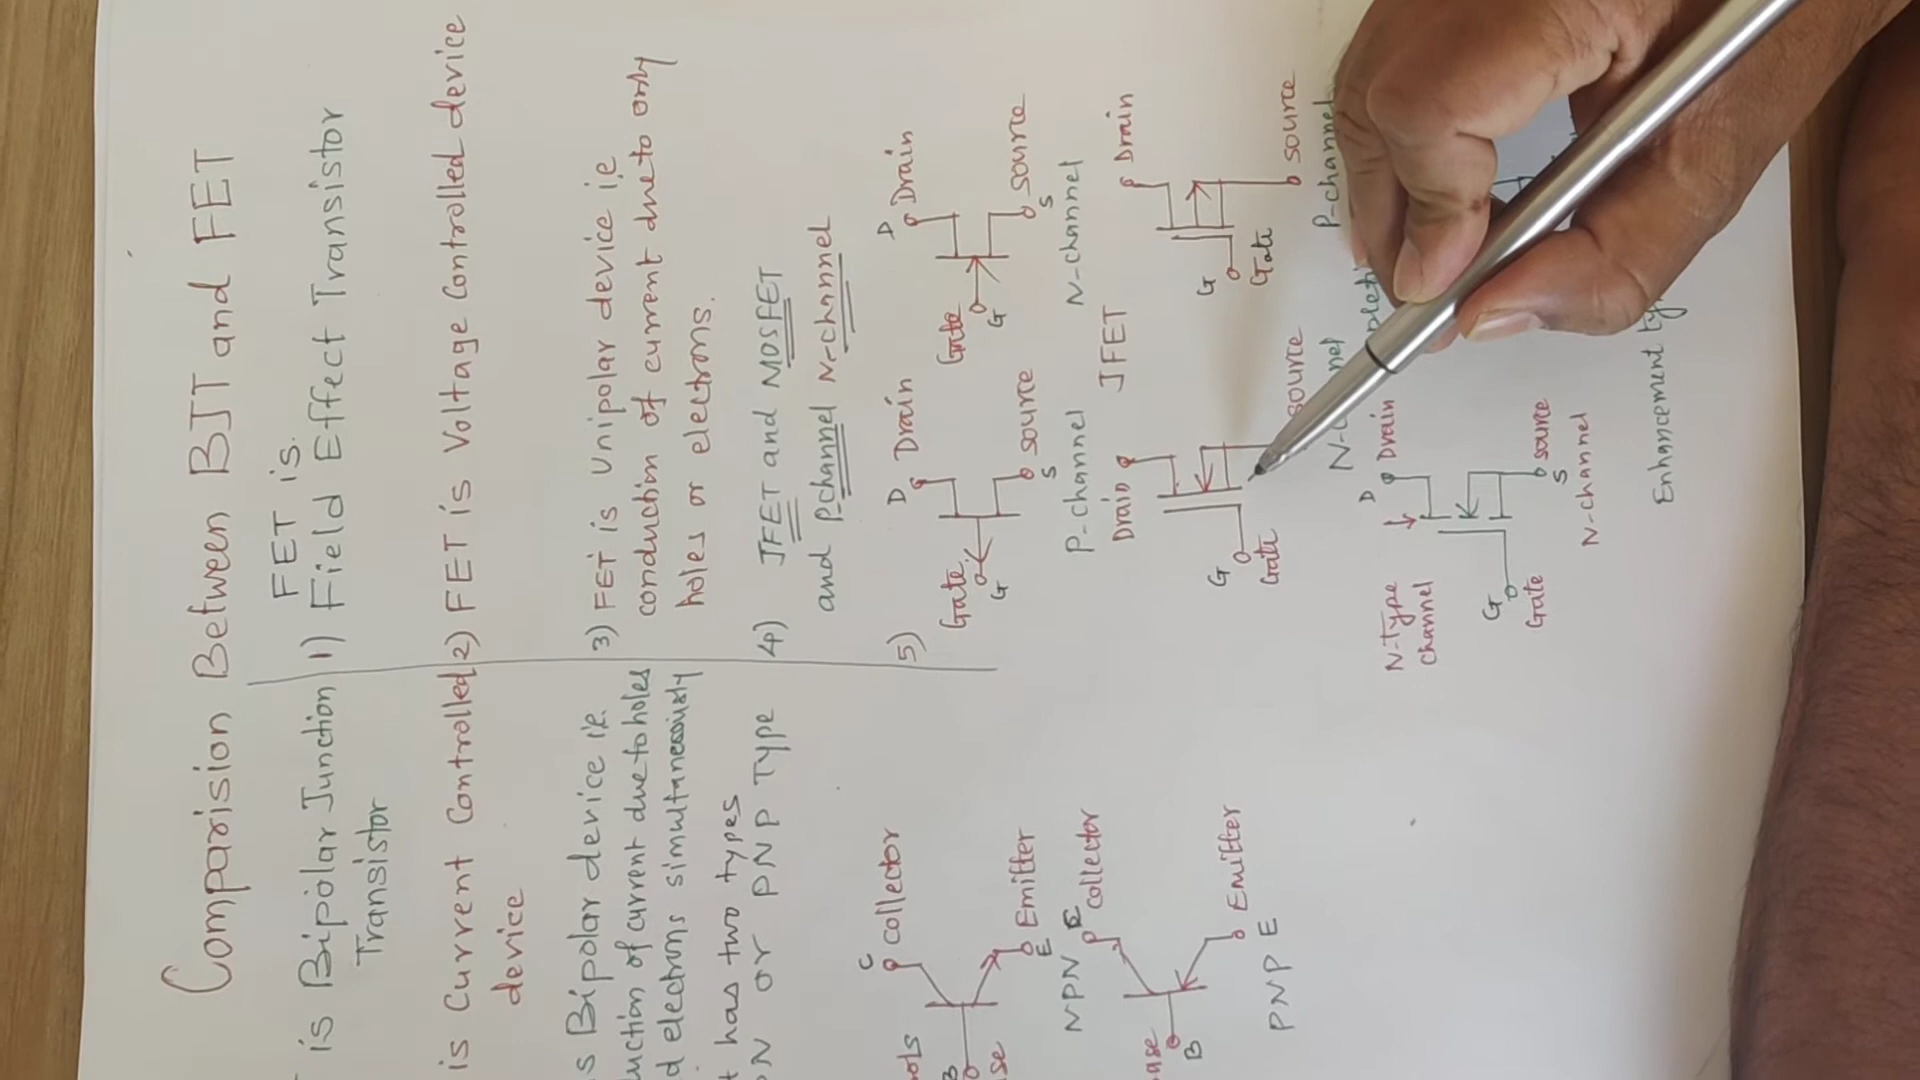 Comparision Between BJT and FET
is Bipolar Junction
Transistor
is Current Controlled
device
Bipolar device i.e.
of current due to holes
electrons simultaneously
has two types
or PNP TYPE
C
Collector
Emitter
E
NPN
Collector
B
Emitter
E
PNP
FET is.
1) Field Effect Transistor
2) FET is Voltage Controlled device
3) FET is Unipolar device i.e
conduction of current due to only
holes or electrons.
4) JFET and MOSFET
and P-channel N-channel
5)
D Drain
Gate
G
S source
P-channel
D Drain
Gate
G
S source
N-channel
JFET
Drain
G
Gate
source
Drain
G
Gate
source
P-channel
N-Type
channel
D Drain
G
Gate
S source
N-channel
Enhancement